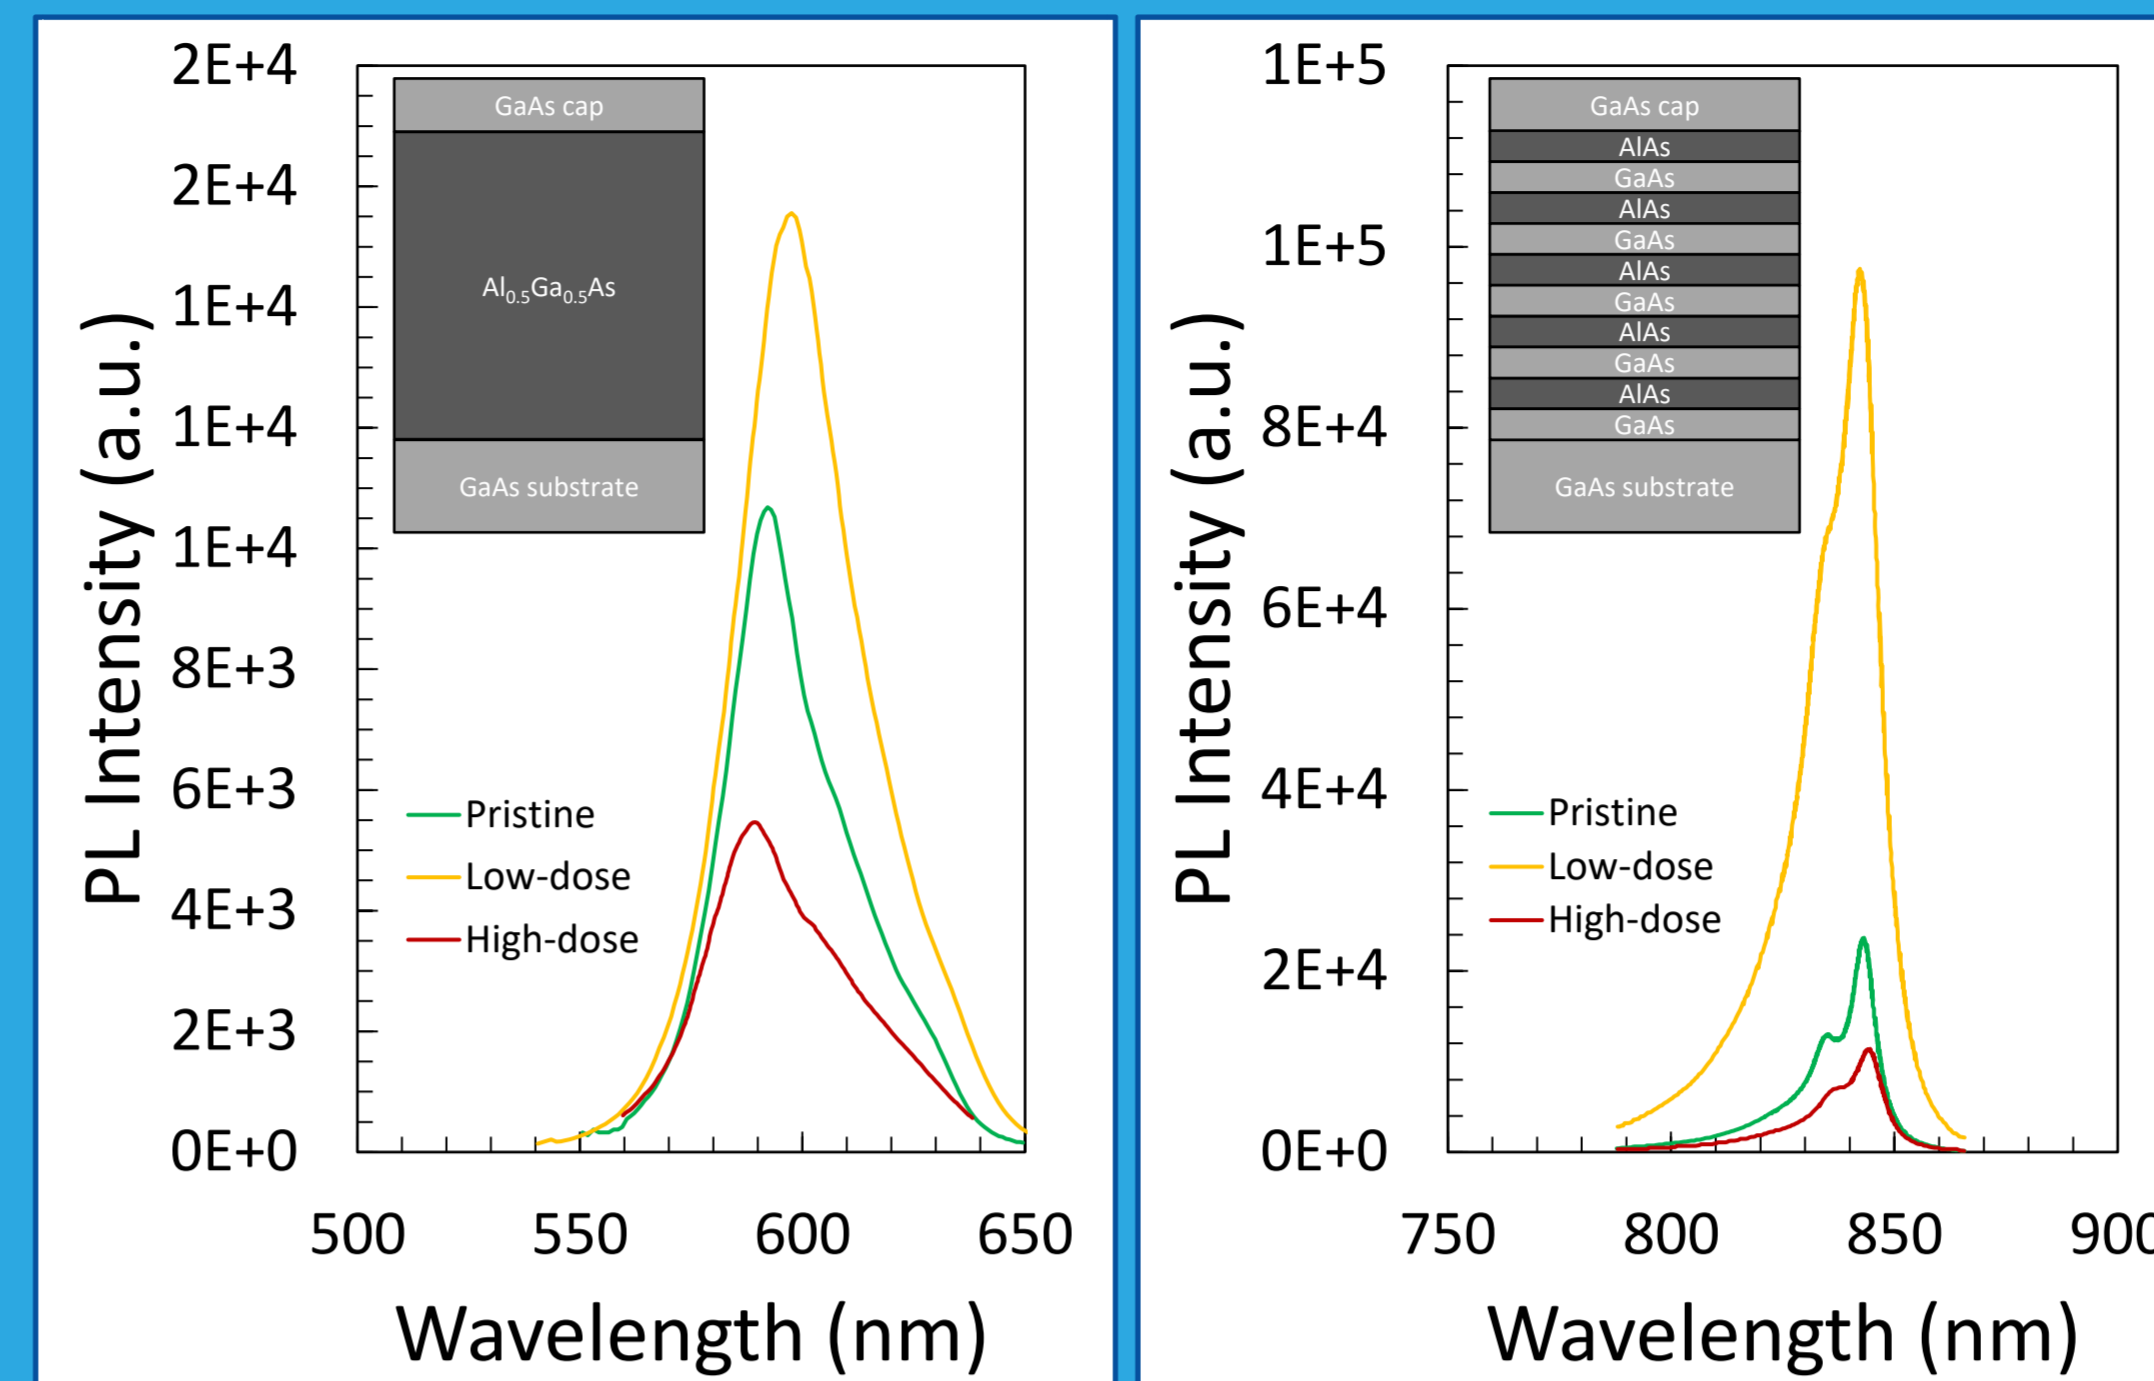 2E+4
2E+4
1E+4
1E+4
1E+4
8E+3
6E+3
4E+3
2E+3
0E+0
PL Intensity (a.u.)
GaAs cap
Al0.5Ga0.5As
GaAs substrate
Pristine
Low-dose
High-dose
500 550 600 650
Wavelength (nm)
1E+5
1E+5
8E+4
6E+4
4E+4
2E+4
0E+0
PL Intensity (a.u.)
GaAs cap
AlAs
GaAs
AlAs
GaAs
AlAs
GaAs
AlAs
GaAs
AlAs
GaAs
GaAs substrate
Pristine
Low-dose
High-dose
750 800 850 900
Wavelength (nm)